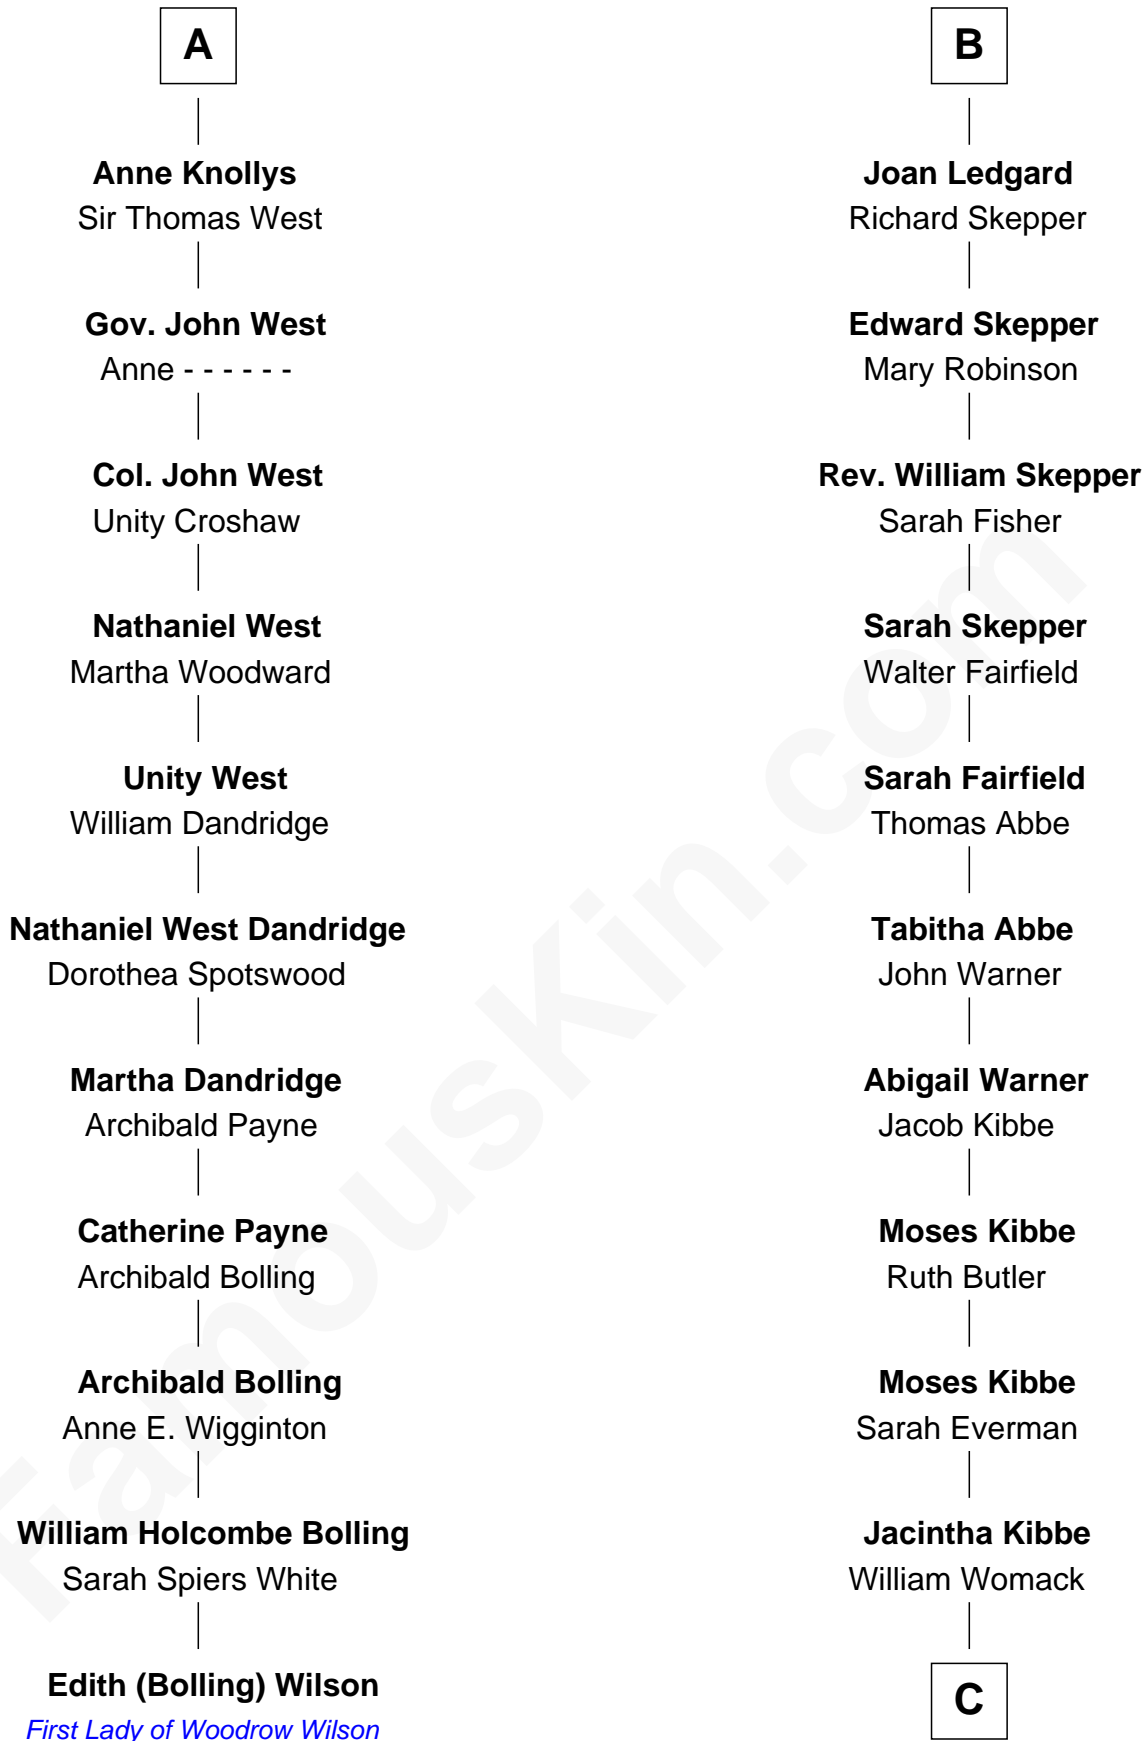 A
Anne Knollys
Sir Thomas West
Gov. John West
Anne - - - - - -
Col. John West
Unity Croshaw
Nathaniel West
Martha Woodward
Unity West
William Dandridge
Nathaniel West Dandridge
Dorothea Spotswood
Martha Dandridge
Archibald Payne
Catherine Payne
Archibald Bolling
Archibald Bolling
Anne E. Wigginton
William Holcombe Bolling
Sarah Spiers White
Edith (Bolling) Wilson
First Lady of Woodrow Wilson
B
Joan Ledgard
Richard Skepper
Edward Skepper
Mary Robinson
Rev. William Skepper
Sarah Fisher
Sarah Skepper
Walter Fairfield
Sarah Fairfield
Thomas Abbe
Tabitha Abbe
John Warner
Abigail Warner
Jacob Kibbe
Moses Kibbe
Ruth Butler
Moses Kibbe
Sarah Everman
Jacintha Kibbe
William Womack
C
FamousKin.com